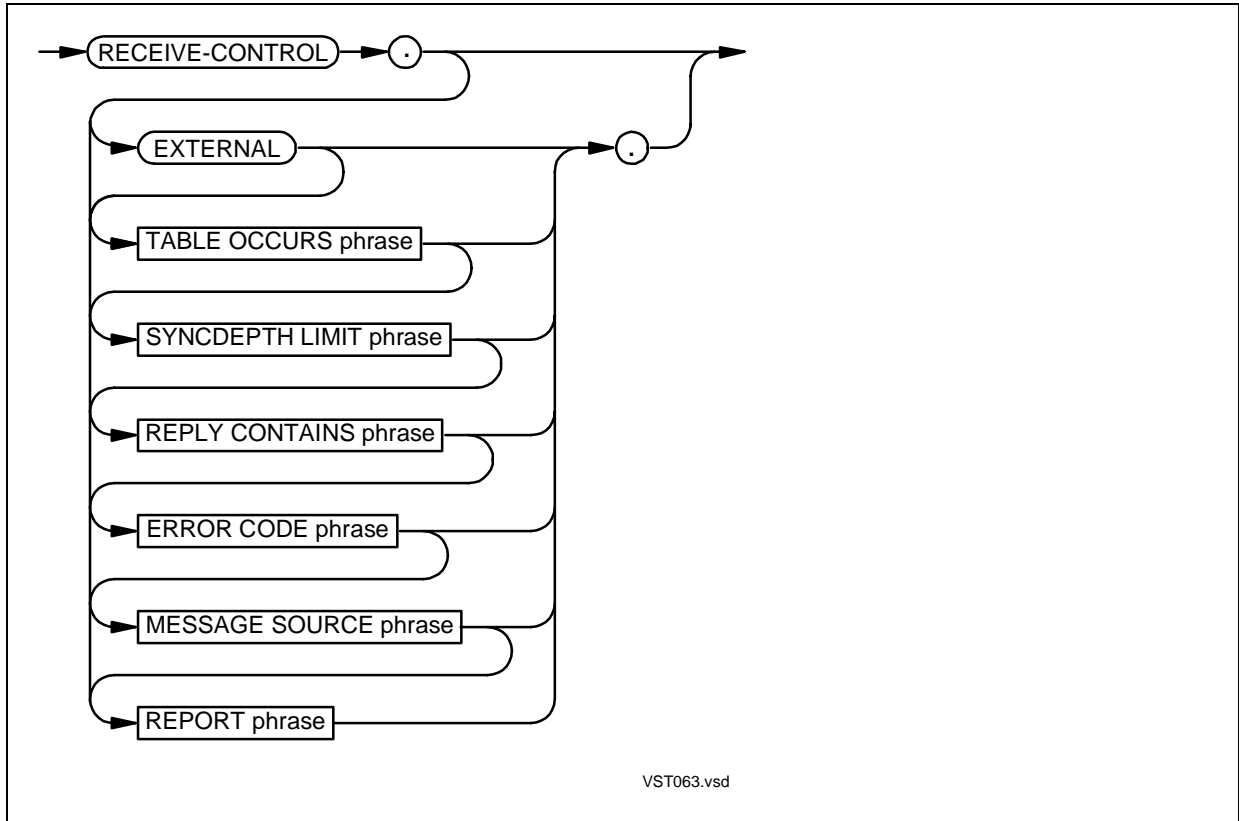 RECEIVE-CONTROL .
EXTERNAL .
TABLE OCCURS phrase
SYNCDEPTH LIMIT phrase
REPLY CONTAINS phrase
ERROR CODE phrase
MESSAGE SOURCE phrase
REPORT phrase
VST063.vsd